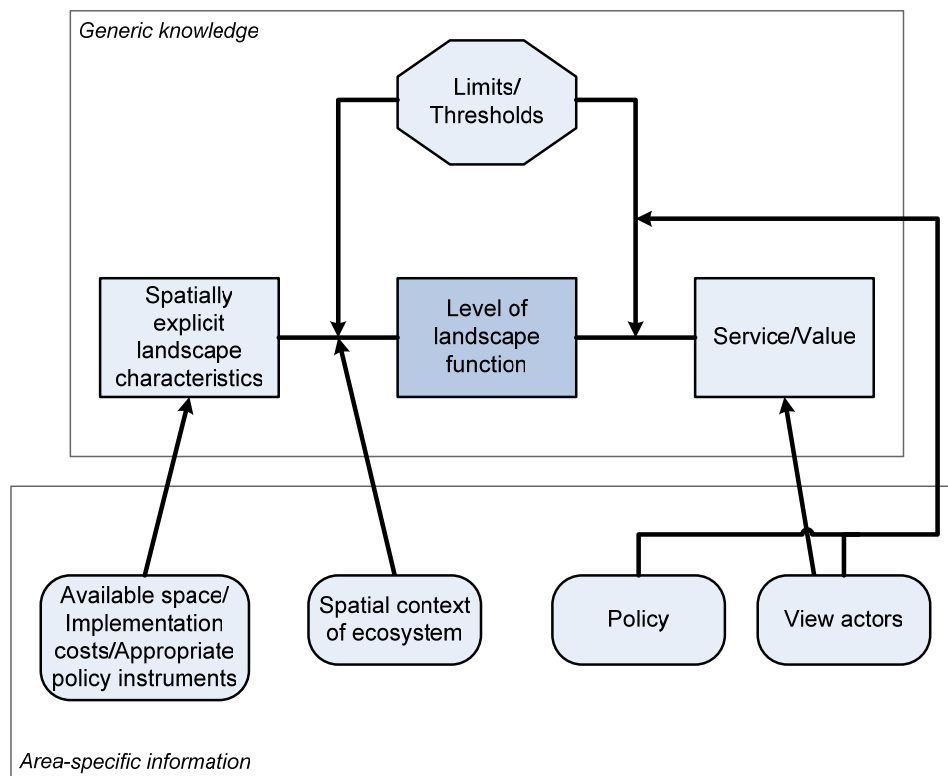 Generic knowledge
Limits/
Thresholds
Spatially
explicit
landscape
characteristics
Level of
landscape
function
Service/Value
Available space/
Implementation
costs/Appropriate
policy instruments
Spatial context
of ecosystem
Policy
View actors
Area-specific information